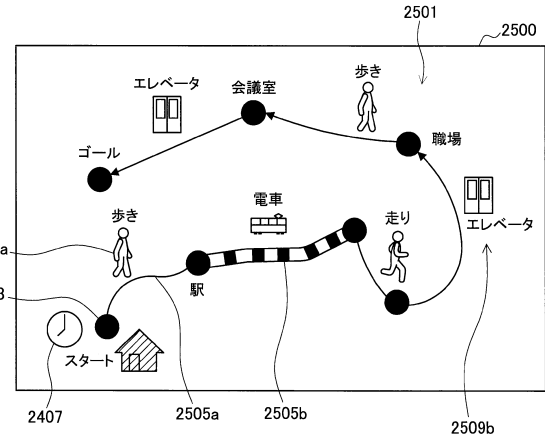 2501
2500
歩き
会議室
エレベータ
職場
ゴール
電車
走り
エレベータ
歩き
a
駅
3
スタート
2407
2505a
2505b
2509b